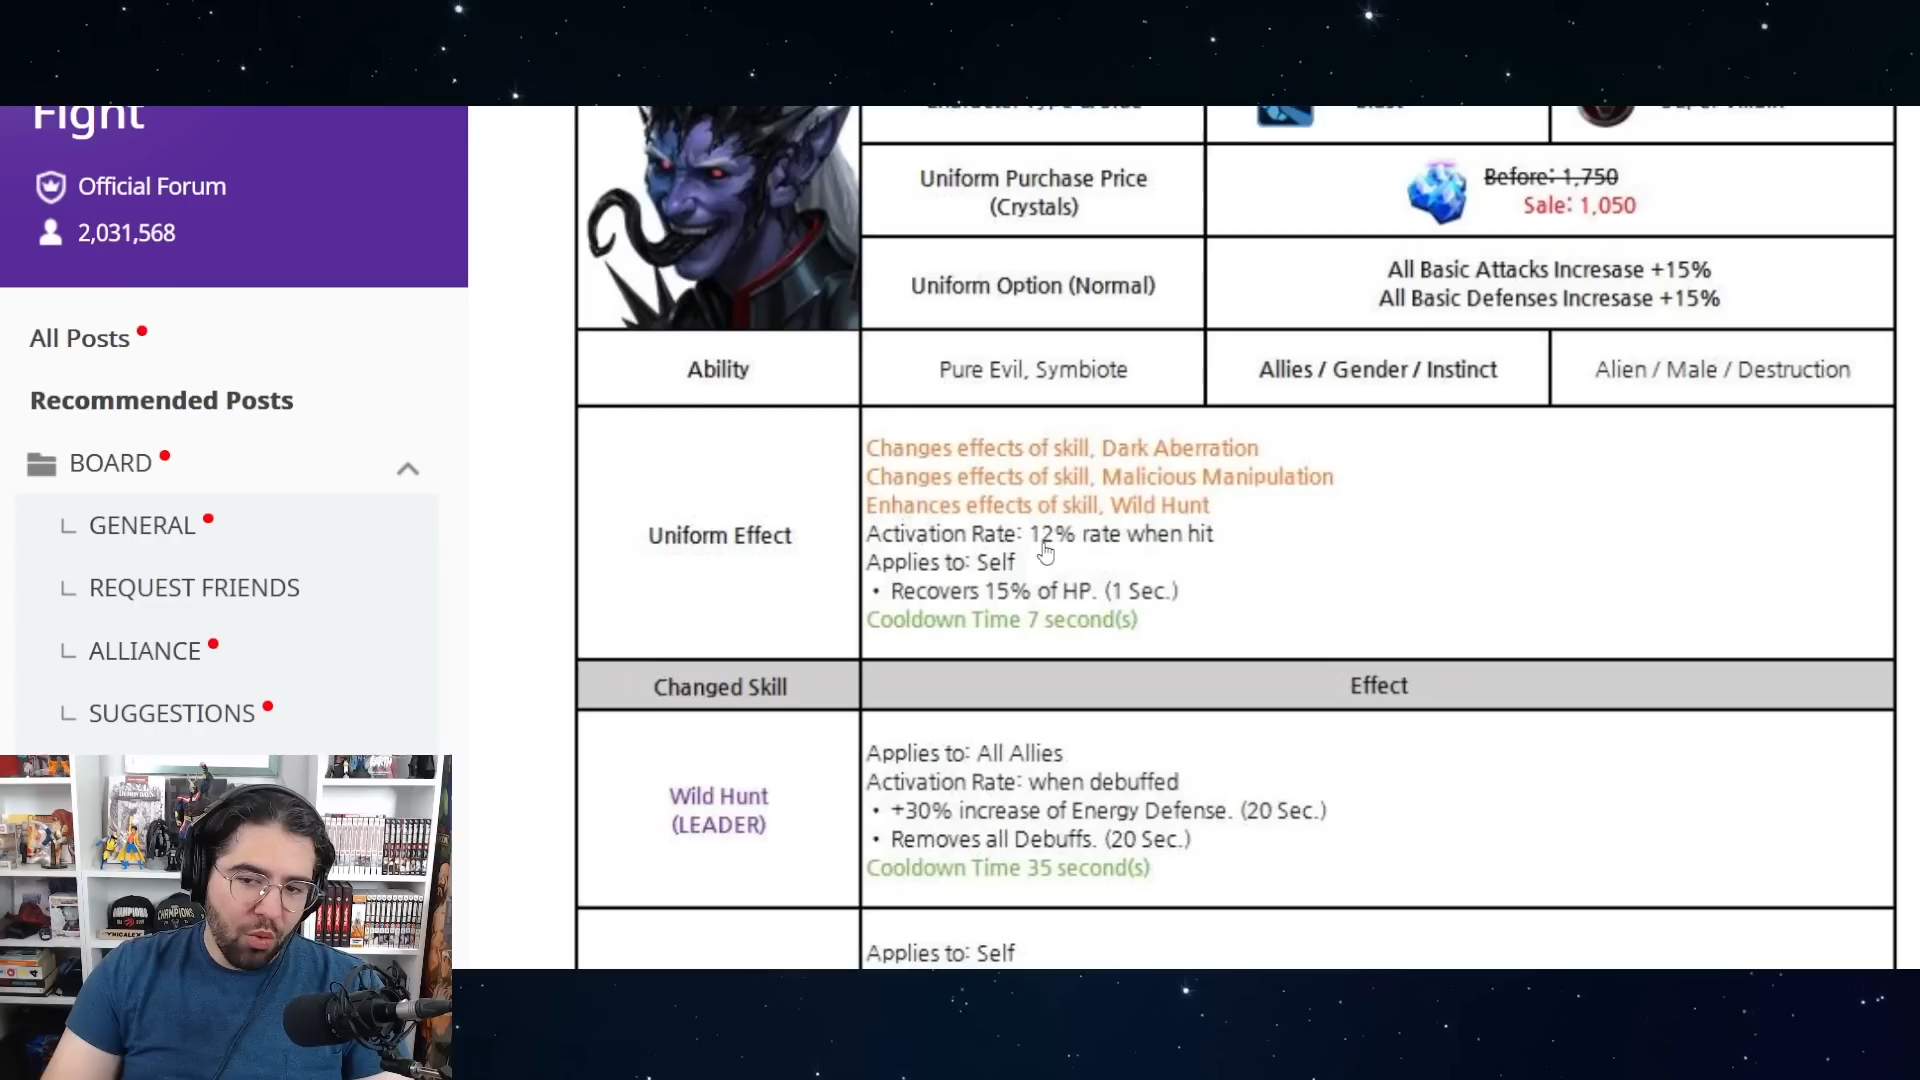 Fight
Official Forum
2,031,568
All Posts
Recommended Posts
BOARD
GENERAL
REQUEST FRIENDS
ALLIANCE
SUGGESTIONS
Uniform Purchase Price
(Crystals)
Before: 1,750
Sale: 1,050
Uniform Option (Normal)
All Basic Attacks Incresase +15%
All Basic Defenses Incresase +15%
Ability
Pure Evil, Symbiote
Allies / Gender / Instinct
Alien / Male / Destruction
Uniform Effect
Changes effects of skill, Dark Aberration
Changes effects of skill, Malicious Manipulation
Enhances effects of skill, Wild Hunt
Activation Rate: 12% rate when hit
Applies to: Self
• Recovers 15% of HP. (1 Sec.)
Cooldown Time 7 second(s)
Changed Skill
Effect
Wild Hunt
(LEADER)
Applies to: All Allies
Activation Rate: when debuffed
• +30% increase of Energy Defense. (20 Sec.)
• Removes all Debuffs. (20 Sec.)
Cooldown Time 35 second(s)
Applies to: Self
CHAMPIONS
CHAMPIONS